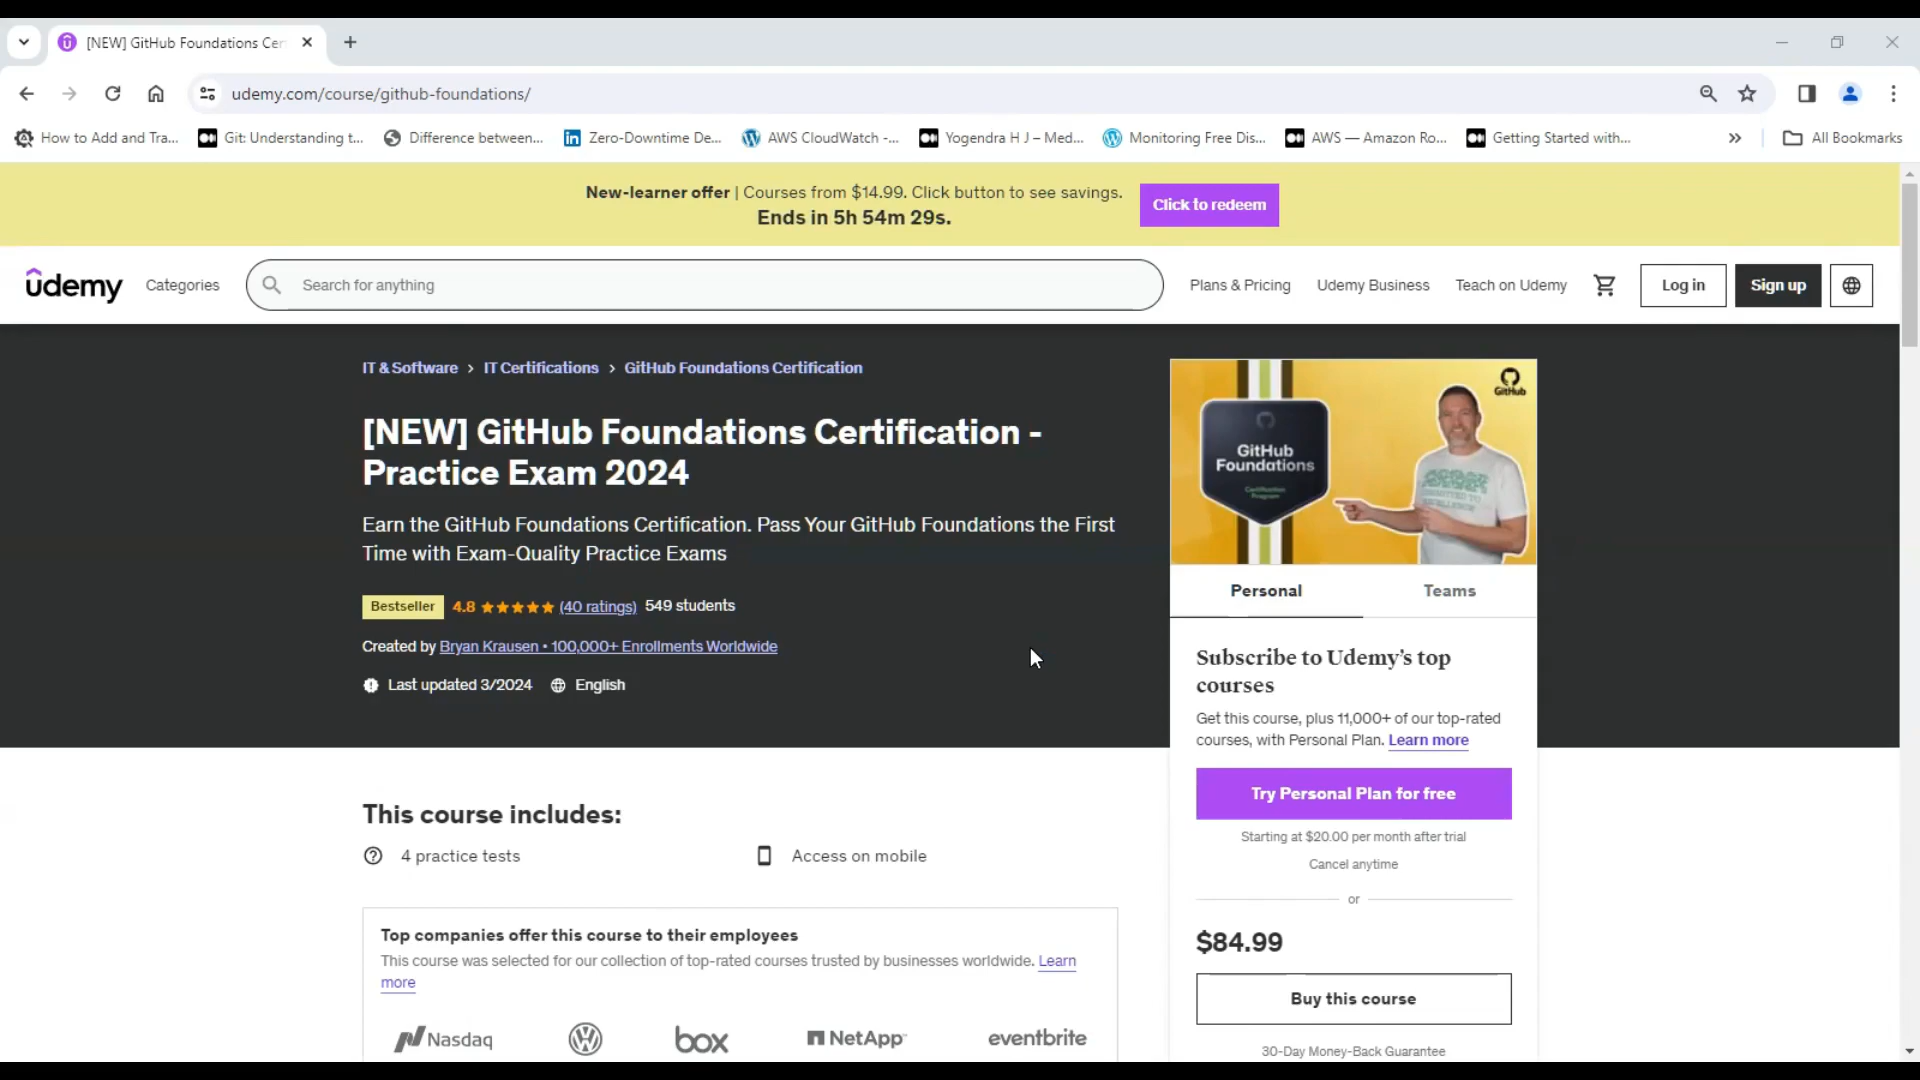 [NEW] GitHub Foundations Cer
udemy.com/course/github-foundations/
How to Add and Tra... Git: Understanding t... Difference between... Zero-Downtime De... AWS CloudWatch -... Yogendra H J – Med... Monitoring Free Dis... AWS — Amazon Ro... Getting Started with... » All Bookmarks
New-learner offer | Courses from $14.99. Click button to see savings.
Ends in 5h 54m 29s.
Click to redeem
udemy Categories Search for anything Plans & Pricing Udemy Business Teach on Udemy Log in Sign up
IT & Software > IT Certifications > GitHub Foundations Certification
[NEW] GitHub Foundations Certification -
Practice Exam 2024
Earn the GitHub Foundations Certification. Pass Your GitHub Foundations the First
Time with Exam-Quality Practice Exams
Bestseller 4.8 (40 ratings) 549 students
Created by Bryan Krausen • 100,000+ Enrollments Worldwide
Last updated 3/2024 English
GitHub
GitHub
Foundations
Certification
Program
Personal Teams
Subscribe to Udemy's top
courses
Get this course, plus 11,000+ of our top-rated
courses, with Personal Plan. Learn more
Try Personal Plan for free
Starting at $20.00 per month after trial
Cancel anytime
or
$84.99
Buy this course
30-Day Money-Back Guarantee
This course includes:
4 practice tests Access on mobile
Top companies offer this course to their employees
This course was selected for our collection of top-rated courses trusted by businesses worldwide. Learn
more
Nasdaq box NetApp eventbrite